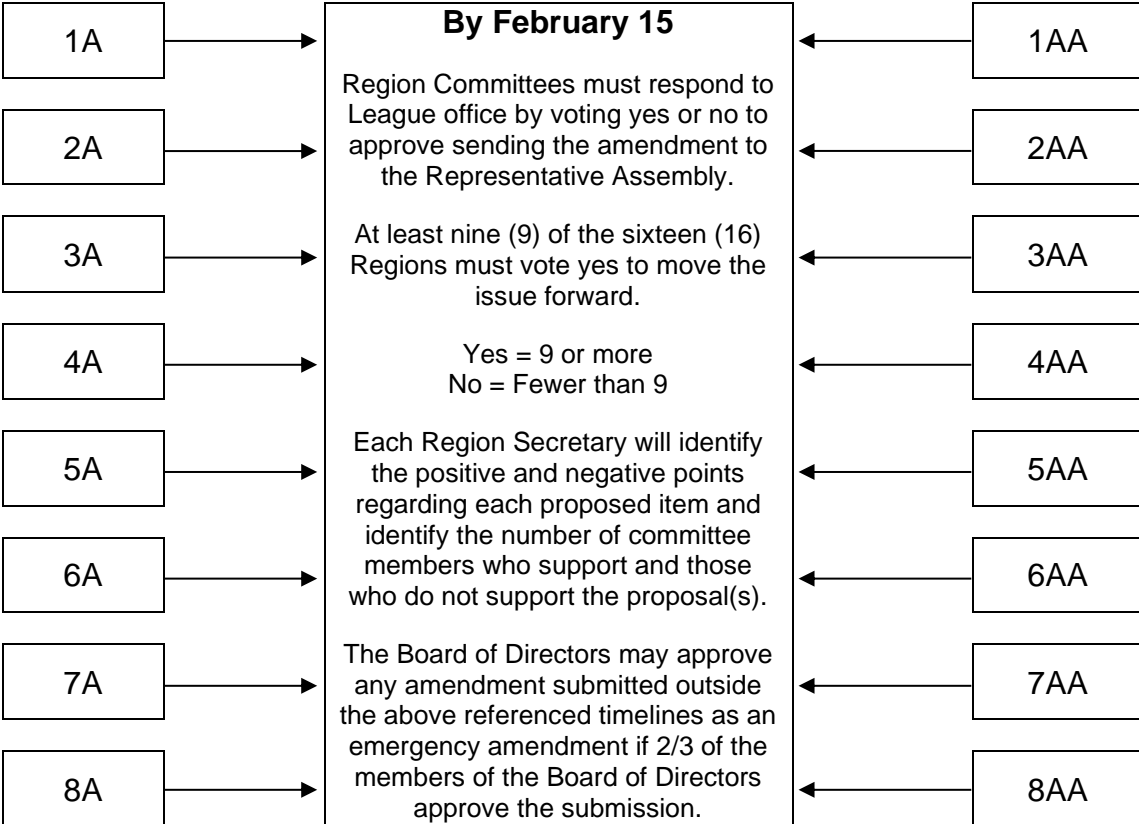 1A
2A
3A
4A
5A
6A
7A
8A
By February 15
Region Committees must respond to
League office by voting yes or no to
approve sending the amendment to
the Representative Assembly.
At least nine (9) of the sixteen (16)
Regions must vote yes to move the
issue forward.
Yes = 9 or more
No = Fewer than 9
Each Region Secretary will identify
the positive and negative points
regarding each proposed item and
identify the number of committee
members who support and those
who do not support the proposal(s).
The Board of Directors may approve
any amendment submitted outside
the above referenced timelines as an
emergency amendment if 2/3 of the
members of the Board of Directors
approve the submission.
1AA
2AA
3AA
4AA
5AA
6AA
7AA
8AA